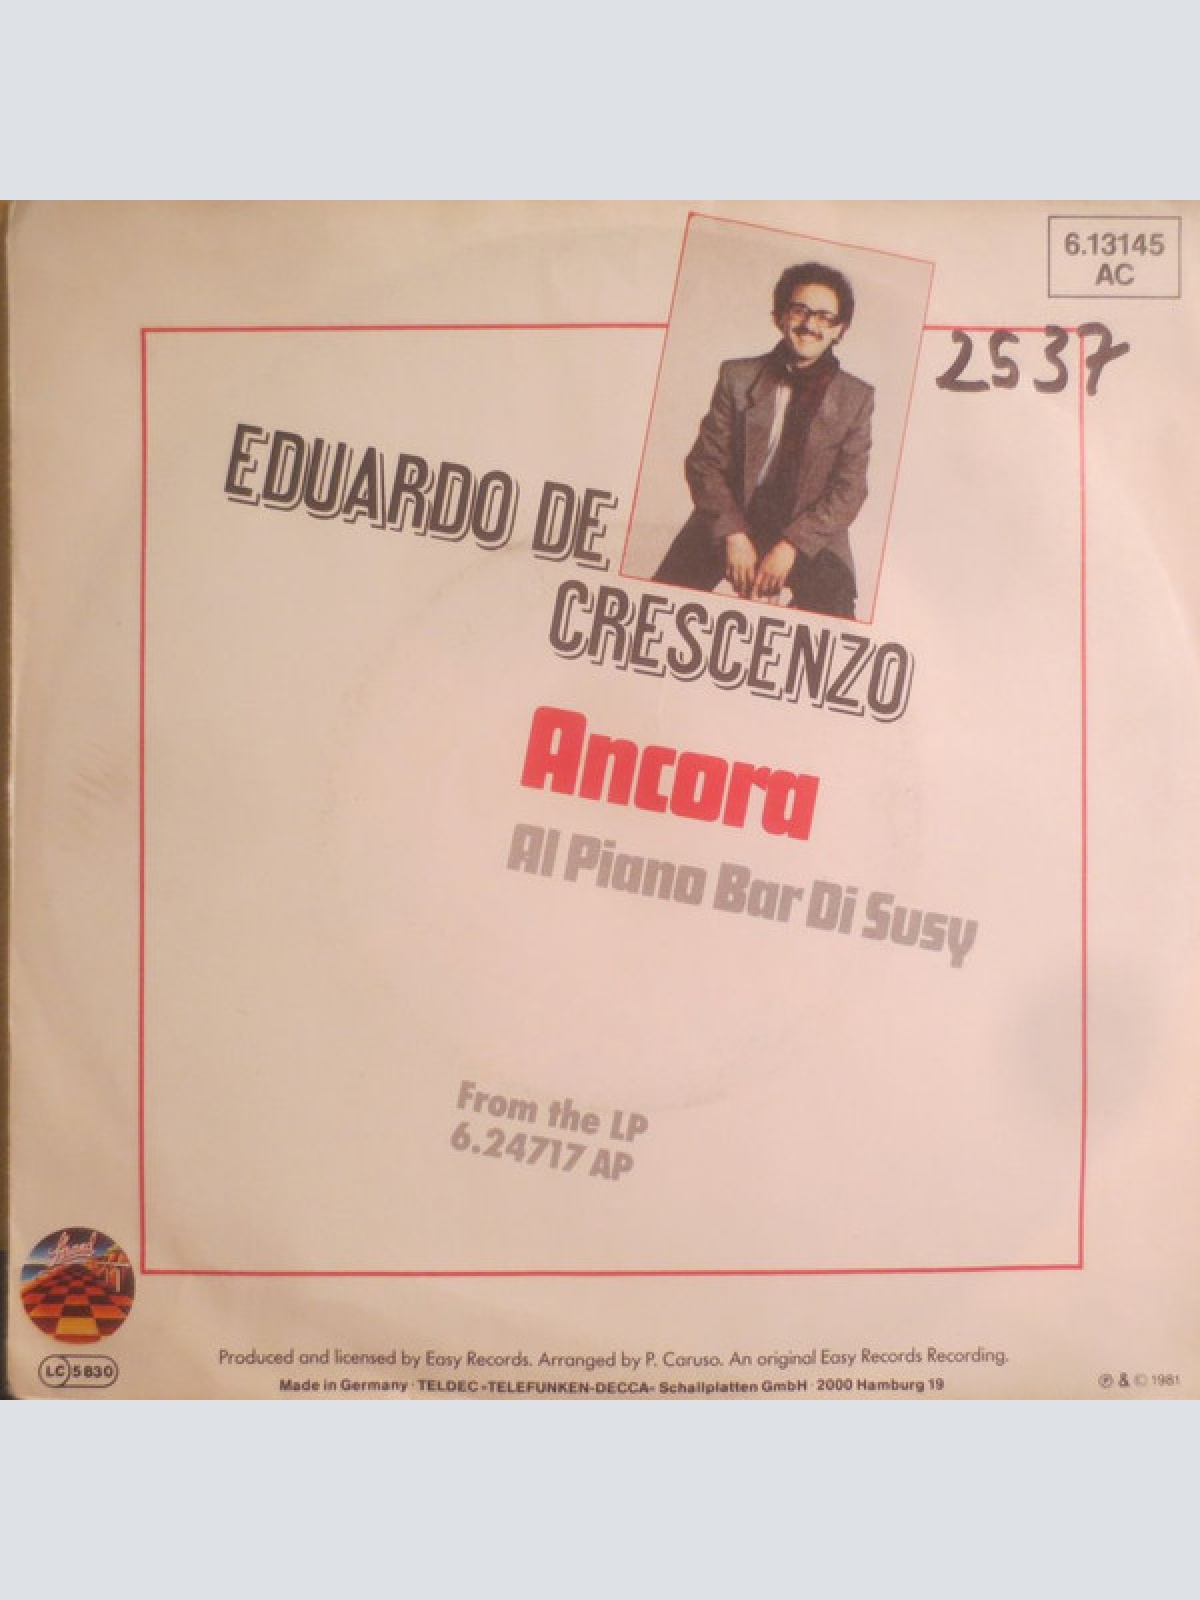 6.13145
AC
2537
EDUARDO DE
CRESCENZO
Ancora
Al Piano Bar Di Susy
From the LP
6.24717 AP
Strand
LC 5830
Produced and licensed by Easy Records. Arranged by P. Caruso. An original Easy Records Recording.
Made in Germany · TELDEC »TELEFUNKEN-DECCA« Schallplatten GmbH · 2000 Hamburg 19
℗ & © 1981